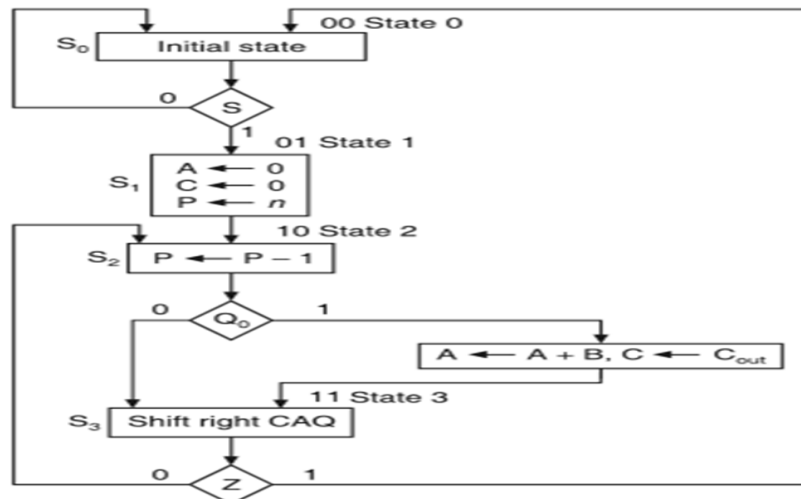 00 State 0
S₀ Initial state
0 S
1
01 State 1
A ← 0
S₁ C ← 0
P ← n
10 State 2
S₂ P ← P − 1
0 Q₀ 1
A ← A + B, C ← Cout
11 State 3
S₃ Shift right CAQ
0 Z 1